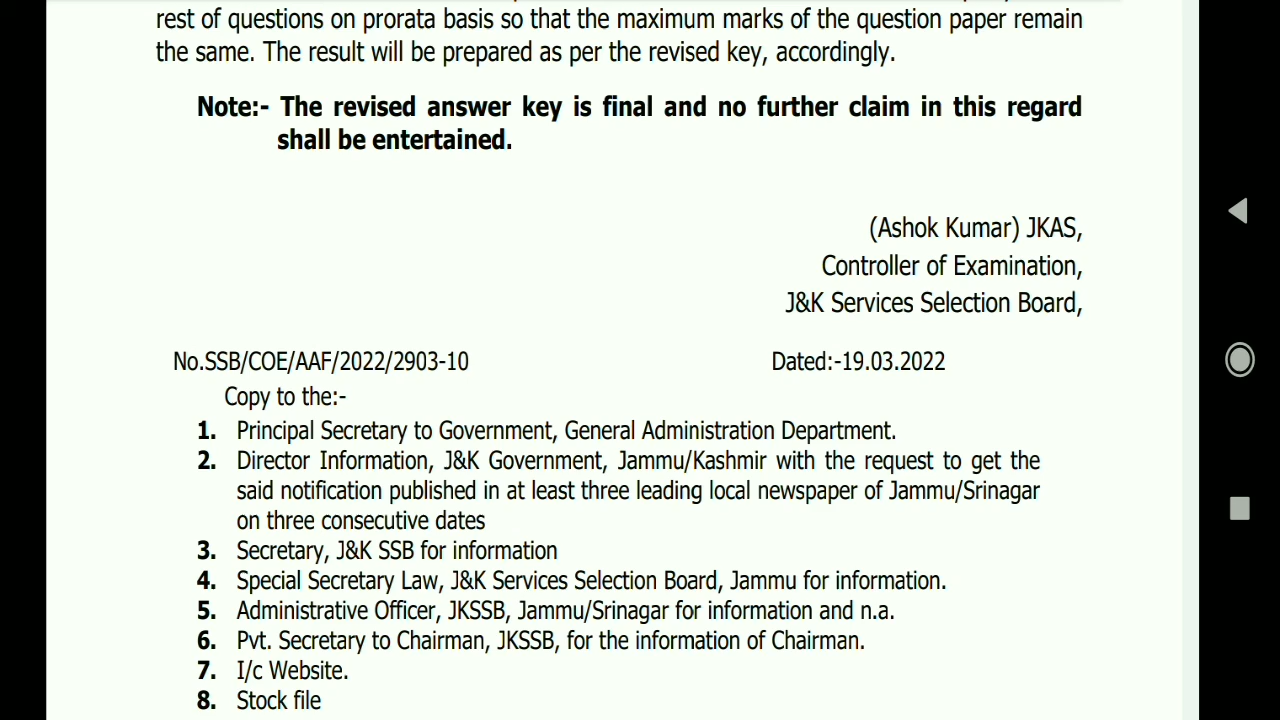 rest of questions on prorata basis so that the maximum marks of the question paper remain
the same. The result will be prepared as per the revised key, accordingly.
Note:- The revised answer key is final and no further claim in this regard
shall be entertained.
(Ashok Kumar) JKAS,
Controller of Examination,
J&K Services Selection Board,
No.SSB/COE/AAF/2022/2903-10 Dated:-19.03.2022
Copy to the:-
1. Principal Secretary to Government, General Administration Department.
2. Director Information, J&K Government, Jammu/Kashmir with the request to get the
said notification published in at least three leading local newspaper of Jammu/Srinagar
on three consecutive dates
3. Secretary, J&K SSB for information
4. Special Secretary Law, J&K Services Selection Board, Jammu for information.
5. Administrative Officer, JKSSB, Jammu/Srinagar for information and n.a.
6. Pvt. Secretary to Chairman, JKSSB, for the information of Chairman.
7. I/c Website.
8. Stock file